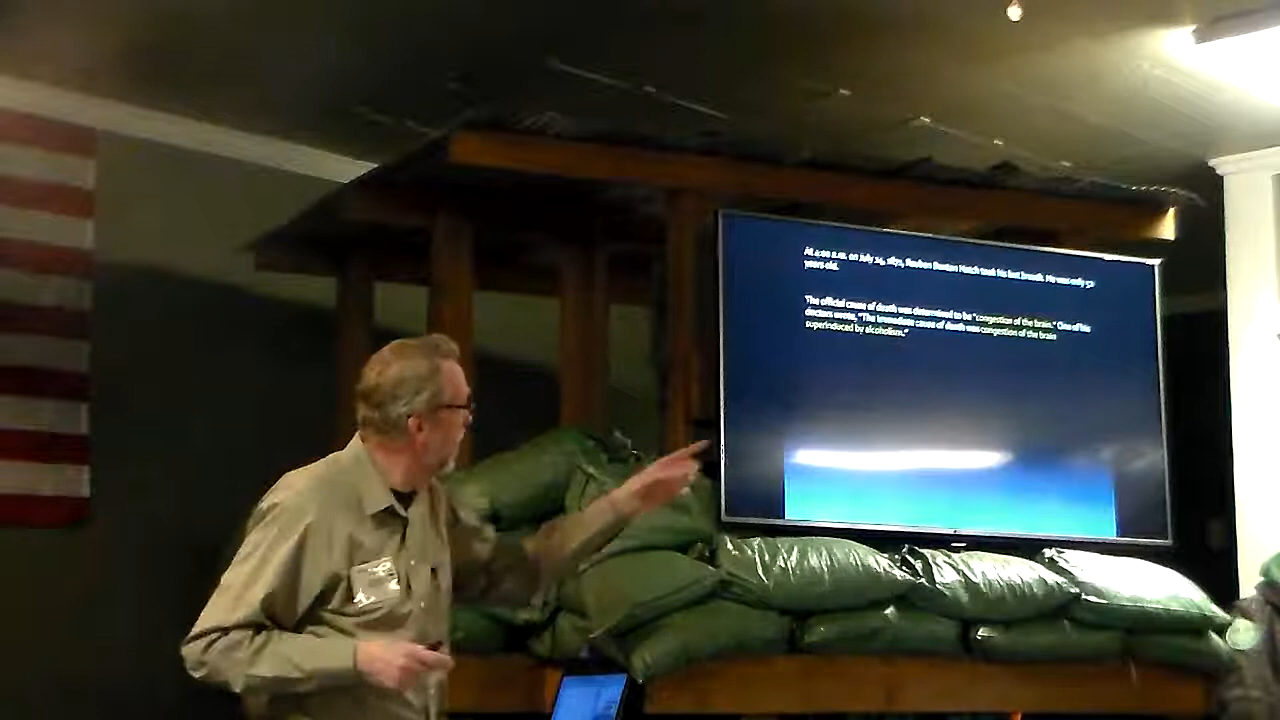 At 4:00 a.m. on July 14, 1871, Reuben Benton Hatch took his last breath. He was only 52
years old.
The official cause of death was determined to be "congestion of the brain." One of his
doctors wrote, "The immediate cause of death was congestion of the brain
superinduced by alcoholism."